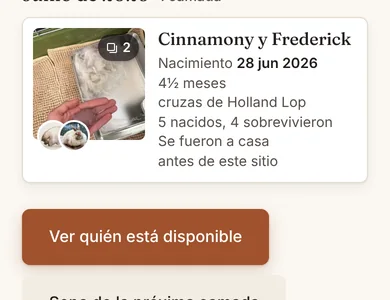 2
Cinnamony y Frederick
Nacimiento 28 jun 2026
4½ meses
cruzas de Holland Lop
5 nacidos, 4 sobrevivieron
Se fueron a casa
antes de este sitio
Ver quién está disponible